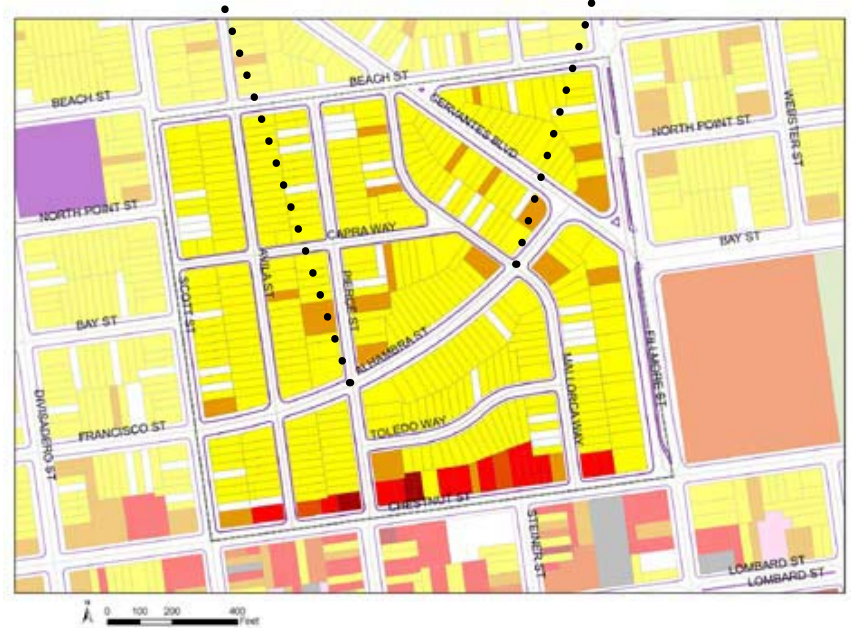 BEACH ST
BEACH ST
CERVANTES BLVD
WEBSTER ST
NORTH POINT ST
NORTH POINT ST
CAPRA WAY
BAY ST
AVILA ST
SCOTT ST
PIERCE ST
BAY ST
ALHAMBRA ST
FILLMORE ST
MALLORCA WAY
DIVISADERO ST
FRANCISCO ST
TOLEDO WAY
CHESTNUT ST
STEINER ST
LOMBARD ST
LOMBARD ST
N
0 100 200 400
Feet